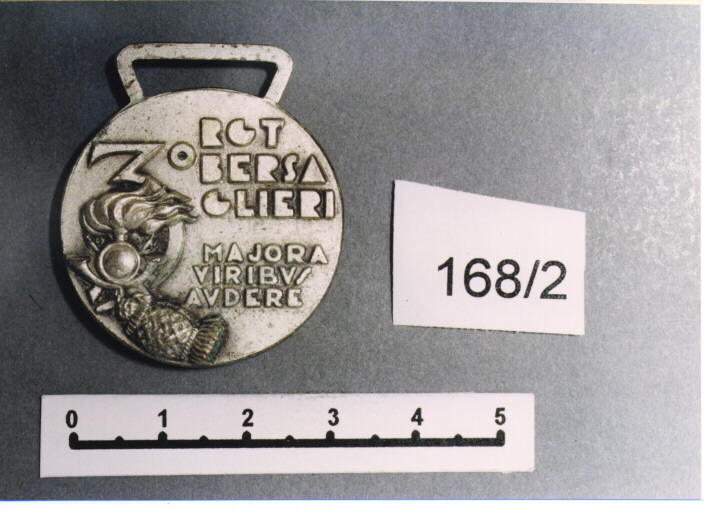 3° RGT
BERSA
GLIERI
MAJORA
VIRIBVS
AVDERE
168/2
0 1 2 3 4 5